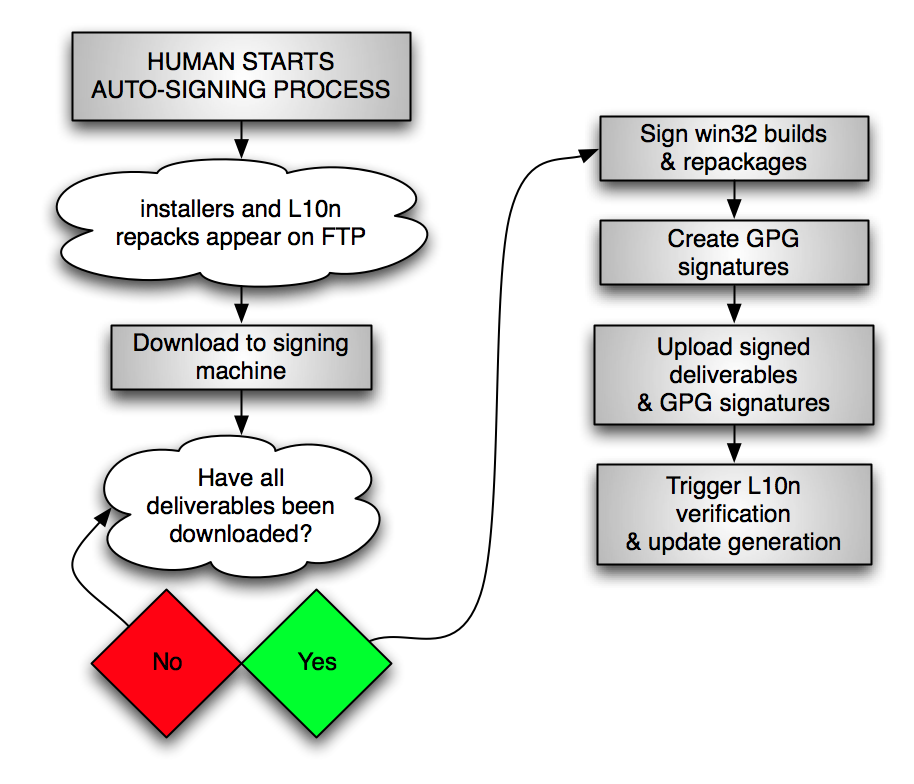 HUMAN STARTS
AUTO-SIGNING PROCESS
installers and L10n
repacks appear on FTP
Download to signing
machine
Have all
deliverables been
downloaded?
No
Yes
Sign win32 builds
& repackages
Create GPG
signatures
Upload signed
deliverables
& GPG signatures
Trigger L10n
verification
& update generation